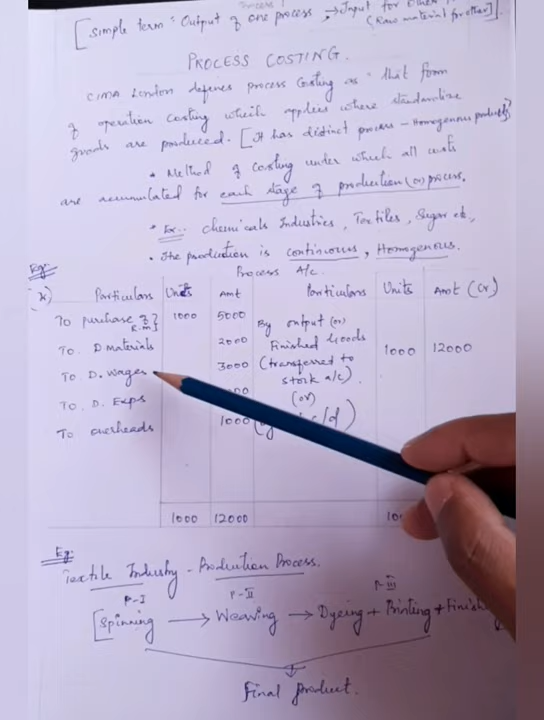 [Simple term " Output of one process → Input for Other
(Raw material for other)].
PROCESS COSTING.
CIMA London defines process Costing as " that form
of operation costing which applies where standardize
goods are produced. [It has distinct process – Homogenous products]
• Method of costing under which all costs
are accumulated for each stage of production (or) process.
* Ex:- Chemicals Industries, Textiles, Sugar etc,
• The production is continuous, Homogenous.
Eg:
Process A/c
Particulars Units Amt Particulars Units Amt (Cr)
To purchase of R.m] 1000 5000 By output (or)
To D materials 2000 Finished Goods 1000 12000
To D. wages 3000 (transferred to
stock a/c).
To D. Exps (or)
To overheads 1000 c/d)
1000 12000
Eg:
Textile Industry - Production Process.
P-I P-II P-III
[Spinning → Weaving → Dyeing + Printing +
Final product.